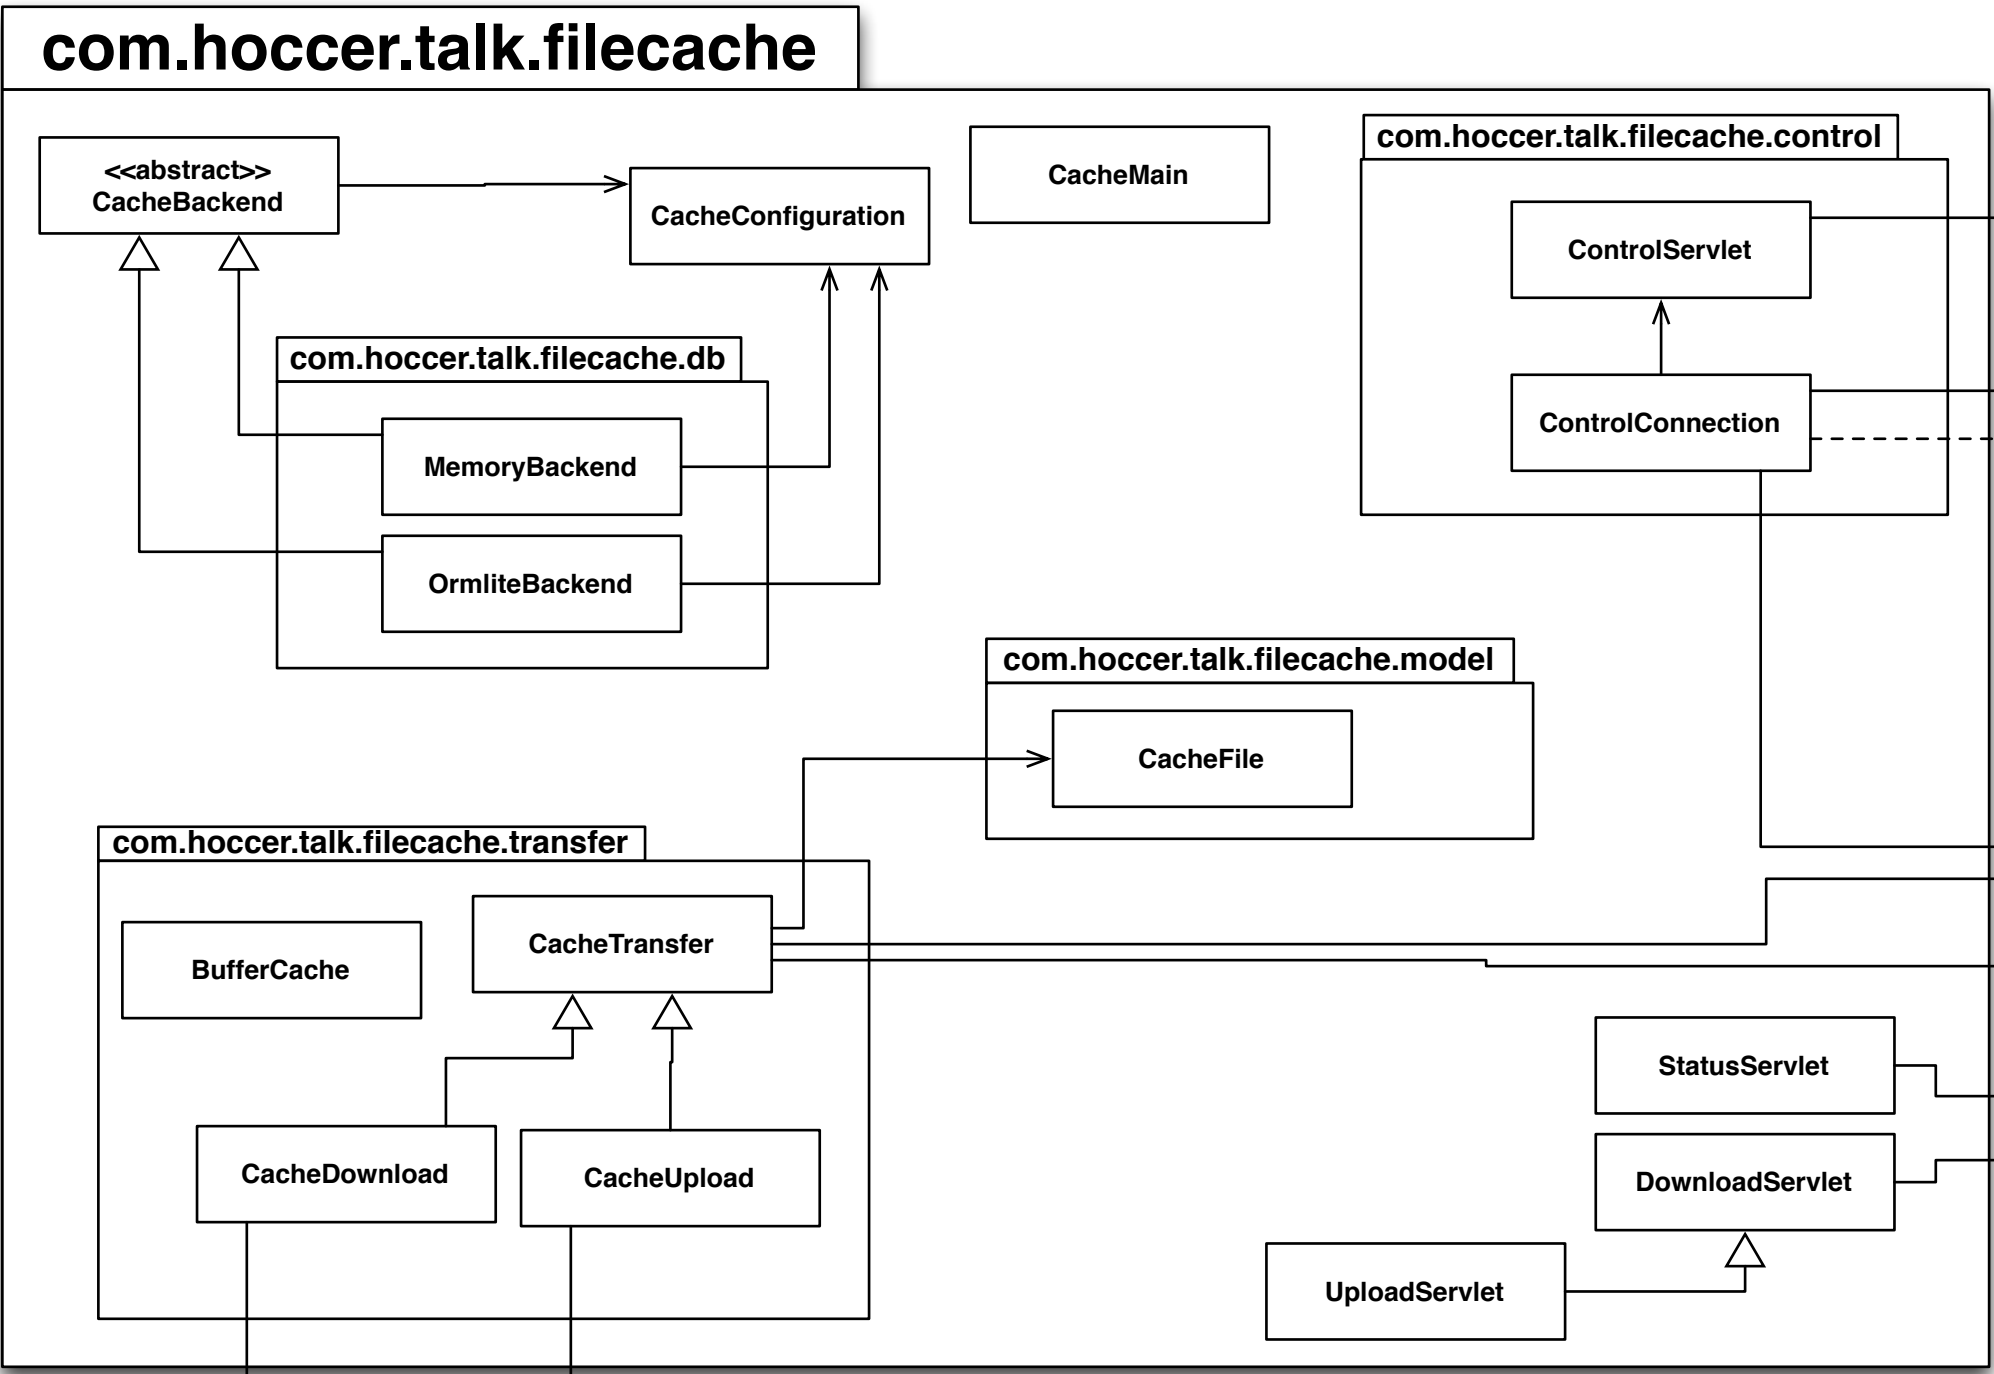 com.hoccer.talk.filecache
<<abstract>>
CacheBackend
CacheConfiguration
CacheMain
com.hoccer.talk.filecache.control
ControlServlet
ControlConnection
com.hoccer.talk.filecache.db
MemoryBackend
OrmliteBackend
com.hoccer.talk.filecache.model
CacheFile
com.hoccer.talk.filecache.transfer
BufferCache
CacheTransfer
CacheDownload
CacheUpload
StatusServlet
DownloadServlet
UploadServlet